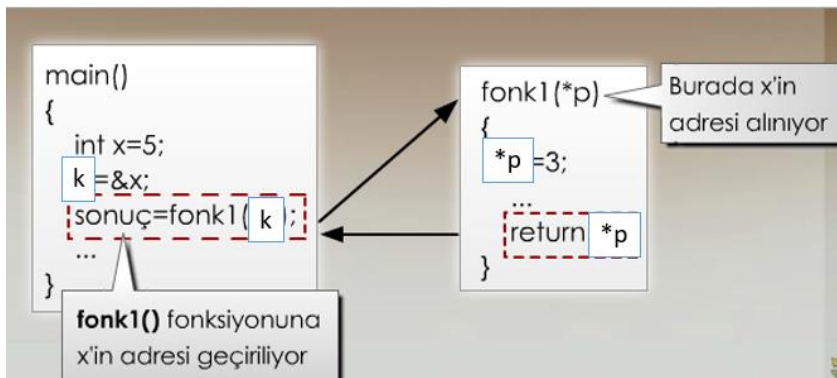 main()
{
int x=5;
k=&x;
sonuç=fonk1(k);
...
}
fonk1() fonksiyonuna
x'in adresi geçiriliyor
fonk1(*p)
{
*p=3;
...
return *p
}
Burada x'in
adresi alınıyor